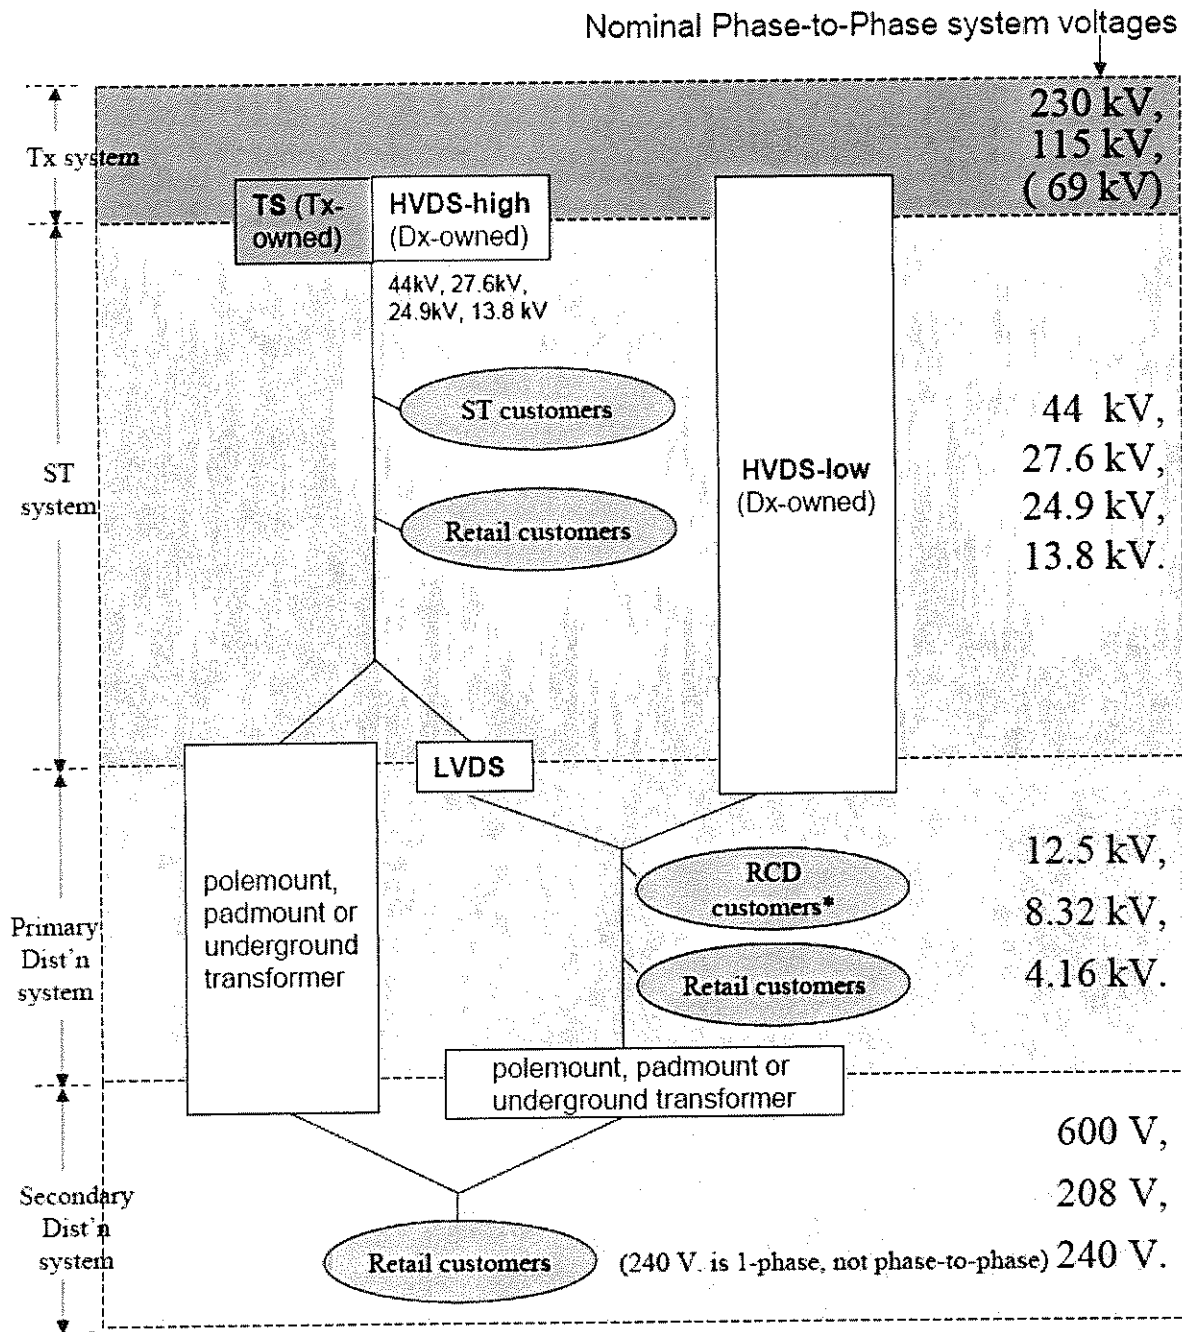 Nominal Phase-to-Phase system voltages
230 kV,
115 kV,
( 69 kV)
Tx system
TS (Tx-
owned)
HVDS-high
(Dx-owned)
44kV, 27.6kV,
24.9kV, 13.8 kV
ST customers
Retail customers
HVDS-low
(Dx-owned)
44 kV,
27.6 kV,
24.9 kV,
13.8 kV.
ST
system
LVDS
polemount,
padmount or
underground
transformer
RCD
customers*
Retail customers
12.5 kV,
8.32 kV,
4.16 kV.
Primary
Dist'n
system
polemount, padmount or
underground transformer
600 V,
208 V,
240 V.
Secondary
Dist'n
system
Retail customers
(240 V. is 1-phase, not phase-to-phase)